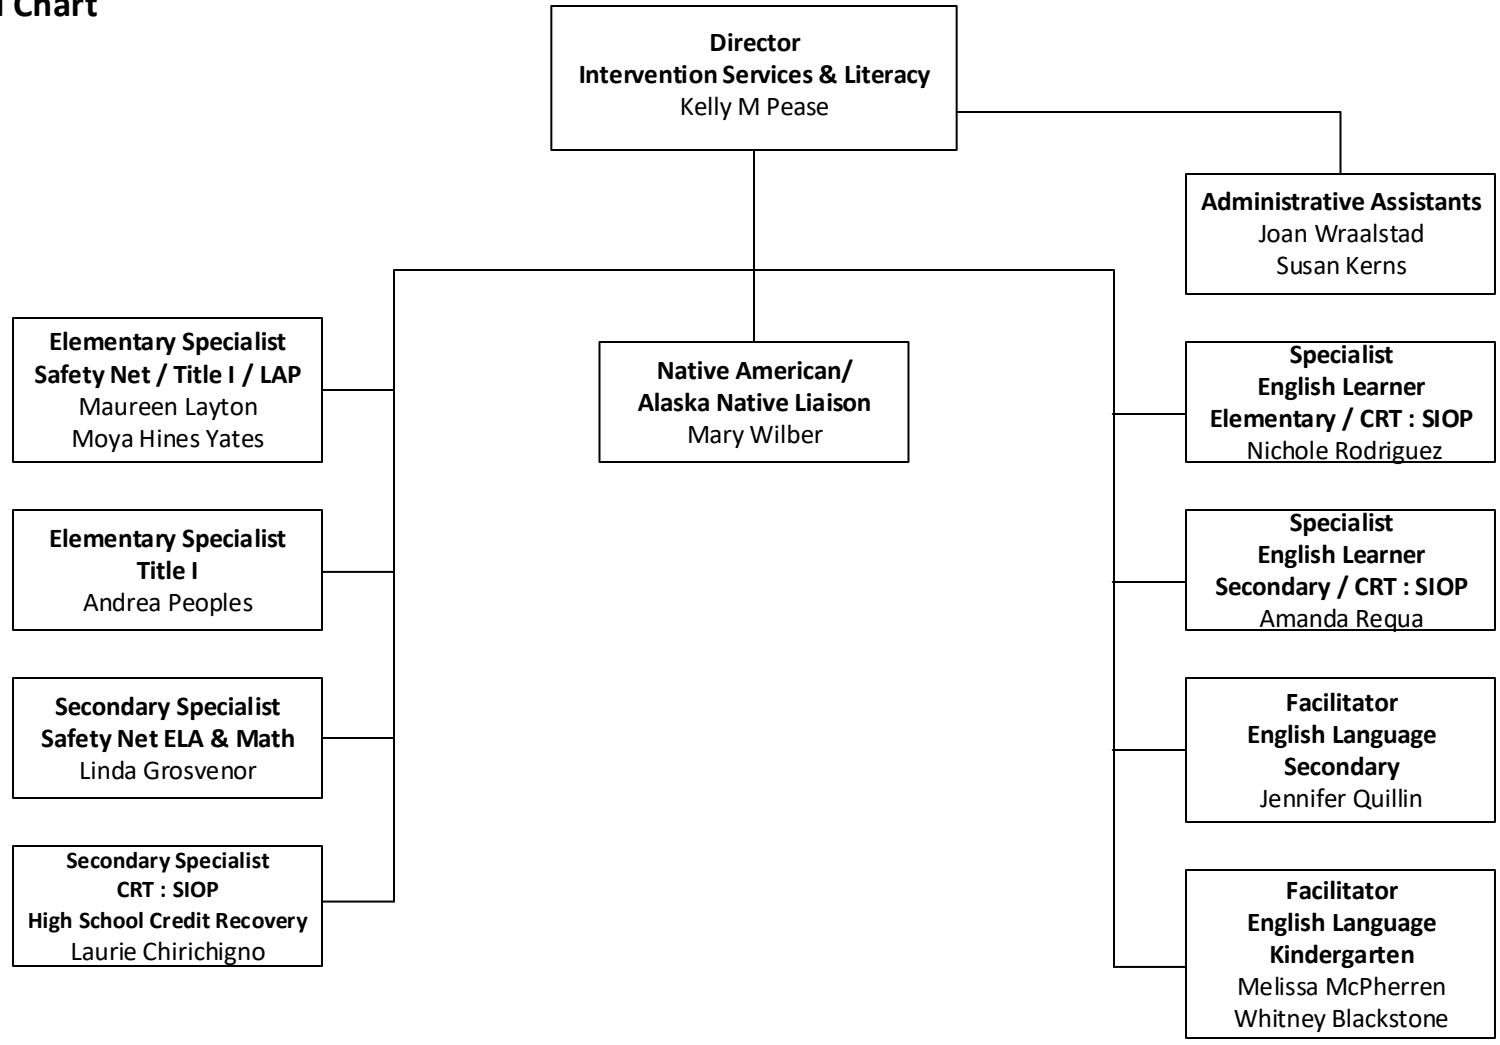 Chart
Director
Intervention Services & Literacy
Kelly M Pease
Administrative Assistants
Joan Wraalstad
Susan Kerns
Elementary Specialist
Safety Net / Title I / LAP
Maureen Layton
Moya Hines Yates
Native American/
Alaska Native Liaison
Mary Wilber
Specialist
English Learner
Elementary / CRT : SIOP
Nichole Rodriguez
Elementary Specialist
Title I
Andrea Peoples
Specialist
English Learner
Secondary / CRT : SIOP
Amanda Requa
Secondary Specialist
Safety Net ELA & Math
Linda Grosvenor
Facilitator
English Language
Secondary
Jennifer Quillin
Secondary Specialist
CRT : SIOP
High School Credit Recovery
Laurie Chirichigno
Facilitator
English Language
Kindergarten
Melissa McPherren
Whitney Blackstone